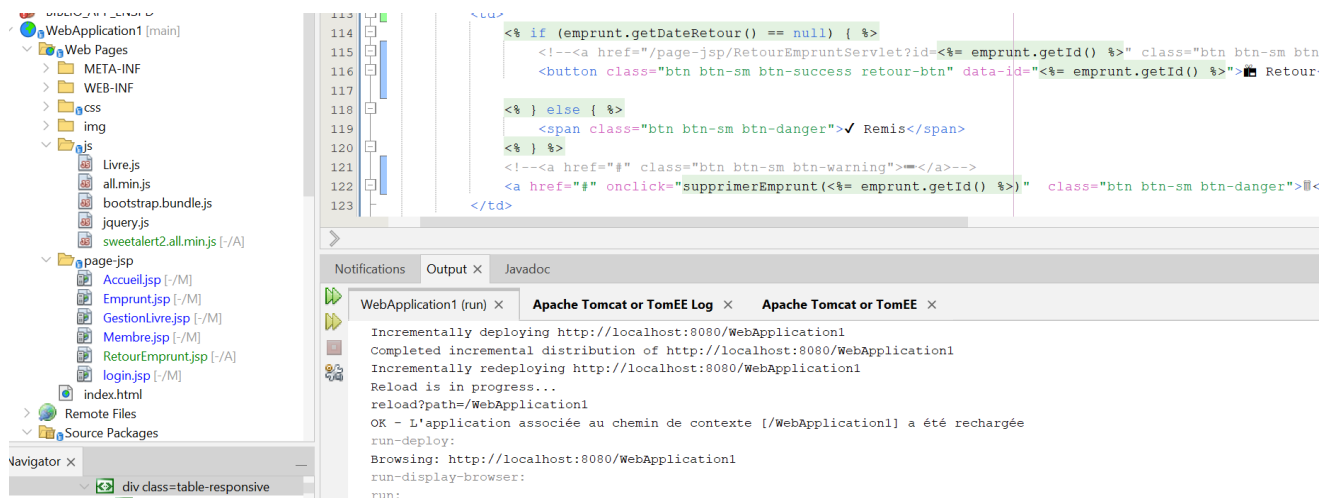 BIBLIO_APP_ENSPD
WebApplication1 [main]
Web Pages
META-INF
WEB-INF
css
img
js
Livre.js
all.min.js
bootstrap.bundle.js
jquery.js
sweetalert2.all.min.js [-/A]
page-jsp
Accueil.jsp [-/M]
Emprunt.jsp [-/M]
GestionLivre.jsp [-/M]
Membre.jsp [-/M]
RetourEmprunt.jsp [-/A]
login.jsp [-/M]
index.html
Remote Files
Source Packages
Navigator
div class=table-responsive
113 <td>
114 <% if (emprunt.getDateRetour() == null) { %>
115 <!--<a href="/page-jsp/RetourEmpruntServlet?id=<%= emprunt.getId() %>" class="btn btn-sm btn
116 <button class="btn btn-sm btn-success retour-btn" data-id="<%= emprunt.getId() %>"> Retour
117
118 <% } else { %>
119 <span class="btn btn-sm btn-danger">✓ Remis</span>
120 <% } %>
121 <!--<a href="#" class="btn btn-sm btn-warning"></a>-->
122 <a href="#" onclick="supprimerEmprunt(<%= emprunt.getId() %>)" class="btn btn-sm btn-danger"><
123 </td>
Notifications Output Javadoc
WebApplication1 (run) Apache Tomcat or TomEE Log Apache Tomcat or TomEE
Incrementally deploying http://localhost:8080/WebApplication1
Completed incremental distribution of http://localhost:8080/WebApplication1
Incrementally redeploying http://localhost:8080/WebApplication1
Reload is in progress...
reload?path=/WebApplication1
OK - L'application associée au chemin de contexte [/WebApplication1] a été rechargée
run-deploy:
Browsing: http://localhost:8080/WebApplication1
run-display-browser:
run: